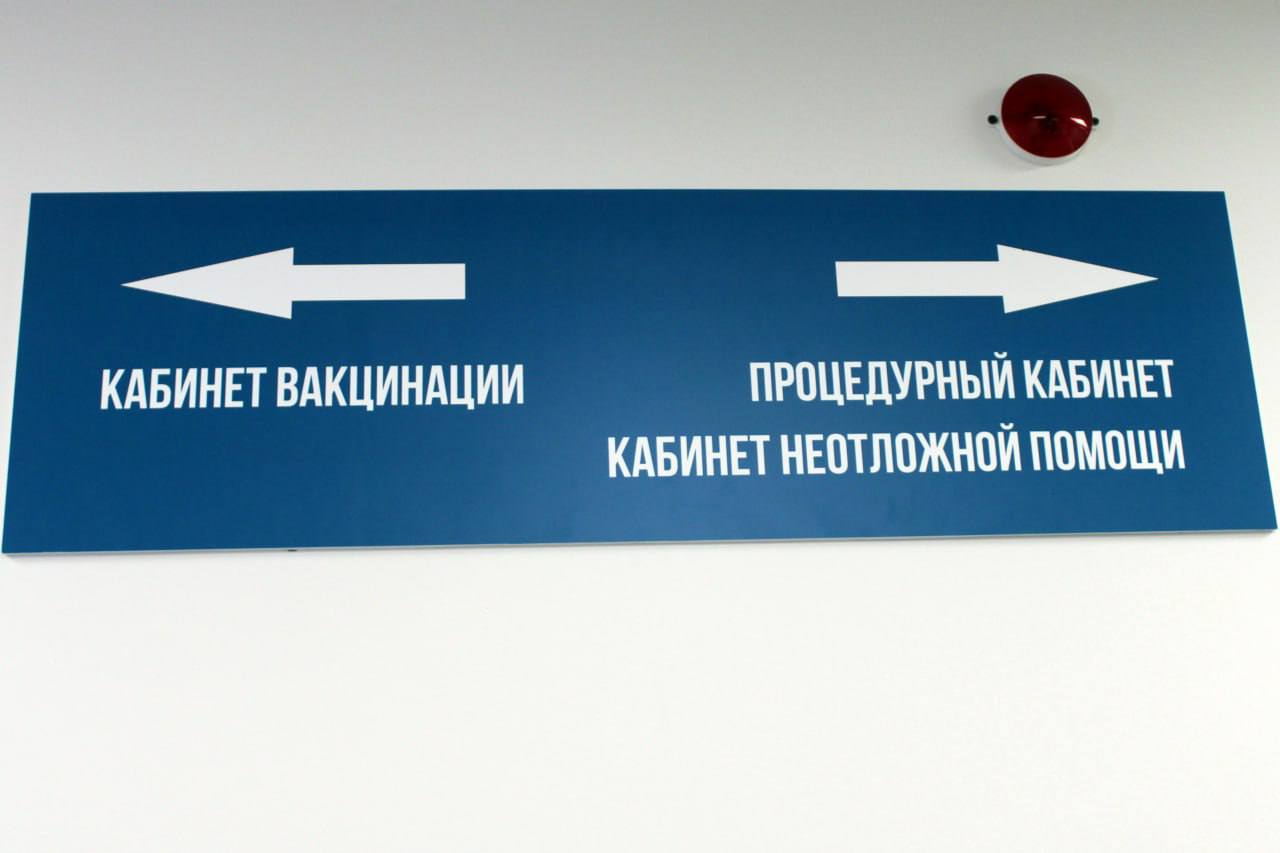 КАБИНЕТ ВАКЦИНАЦИИ
ПРОЦЕДУРНЫЙ КАБИНЕТ
КАБИНЕТ НЕОТЛОЖНОЙ ПОМОЩИ